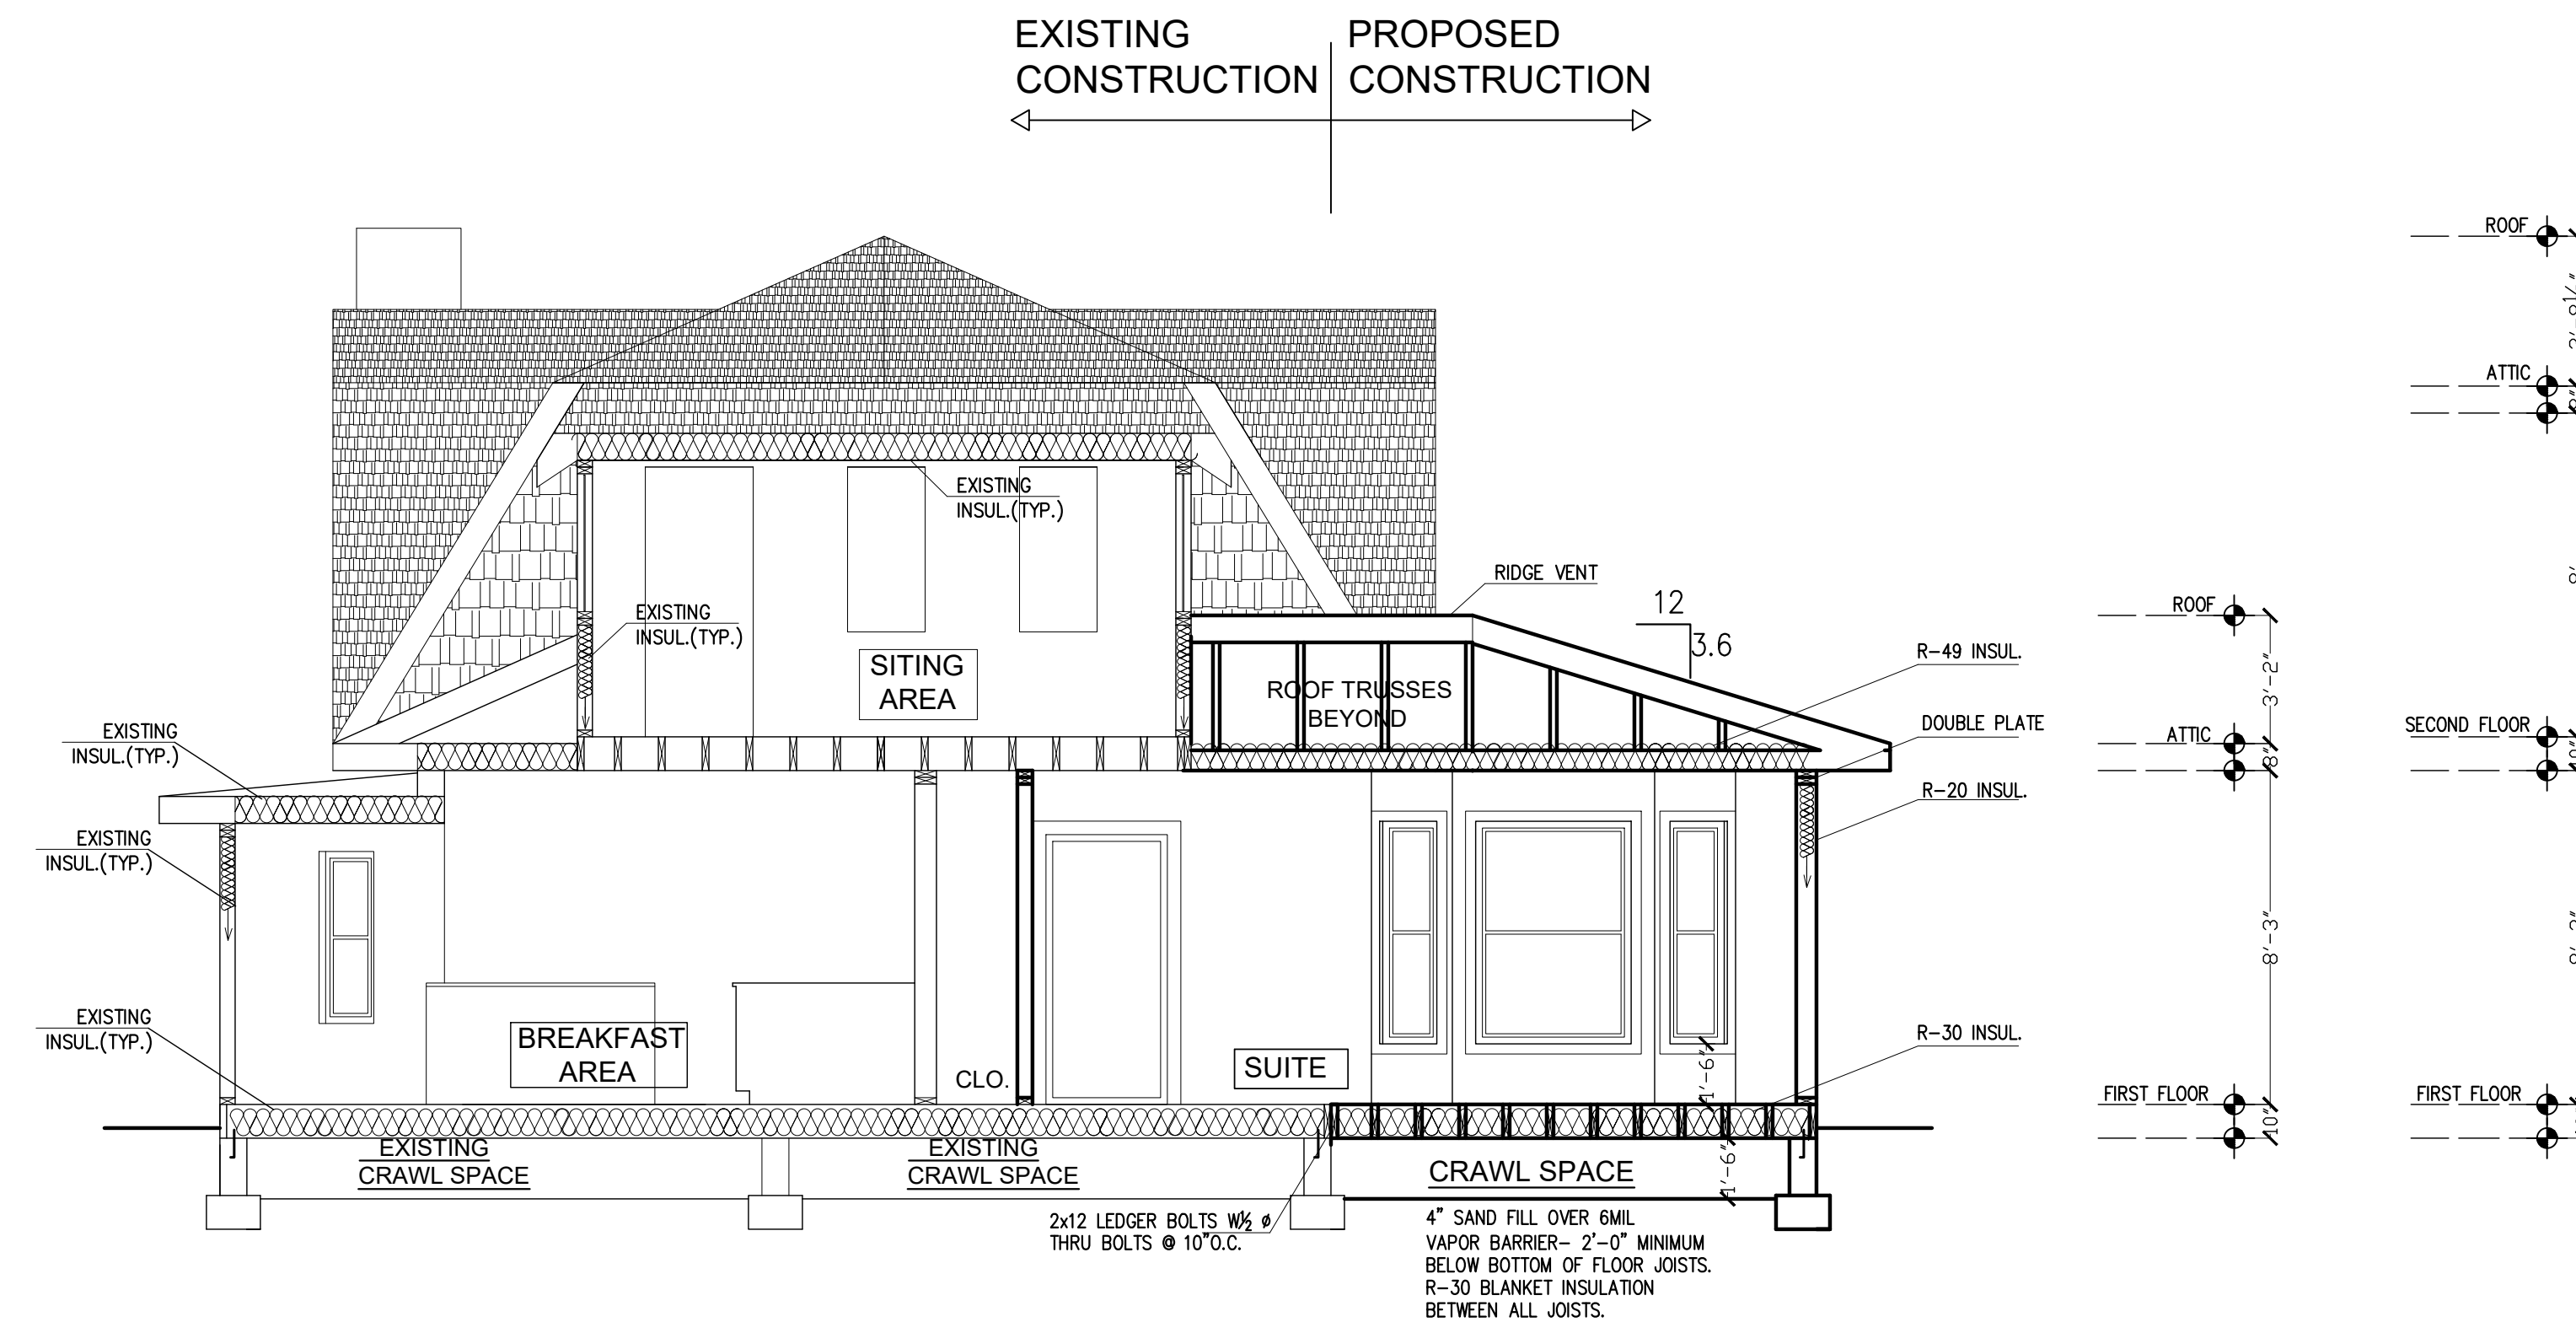 EXISTING
CONSTRUCTION
PROPOSED
CONSTRUCTION
ROOF
ATTIC
EXISTING
INSUL.(TYP.)
RIDGE VENT
12
3.6
ROOF
EXISTING
INSUL.(TYP.)
SITING
AREA
ROOF TRUSSES
BEYOND
R-49 INSUL.
3'-2"
DOUBLE PLATE
SECOND FLOOR
EXISTING
INSUL.(TYP.)
ATTIC
8"
R-20 INSUL.
EXISTING
INSUL.(TYP.)
8'-3"
EXISTING
INSUL.(TYP.)
BREAKFAST
AREA
CLO.
SUITE
1'-6"
R-30 INSUL.
FIRST FLOOR
FIRST FLOOR
10"
EXISTING
CRAWL SPACE
EXISTING
CRAWL SPACE
CRAWL SPACE
1'-6"
2x12 LEDGER BOLTS W½ ø
THRU BOLTS @ 10"O.C.
4" SAND FILL OVER 6MIL
VAPOR BARRIER- 2'-0" MINIMUM
BELOW BOTTOM OF FLOOR JOISTS.
R-30 BLANKET INSULATION
BETWEEN ALL JOISTS.